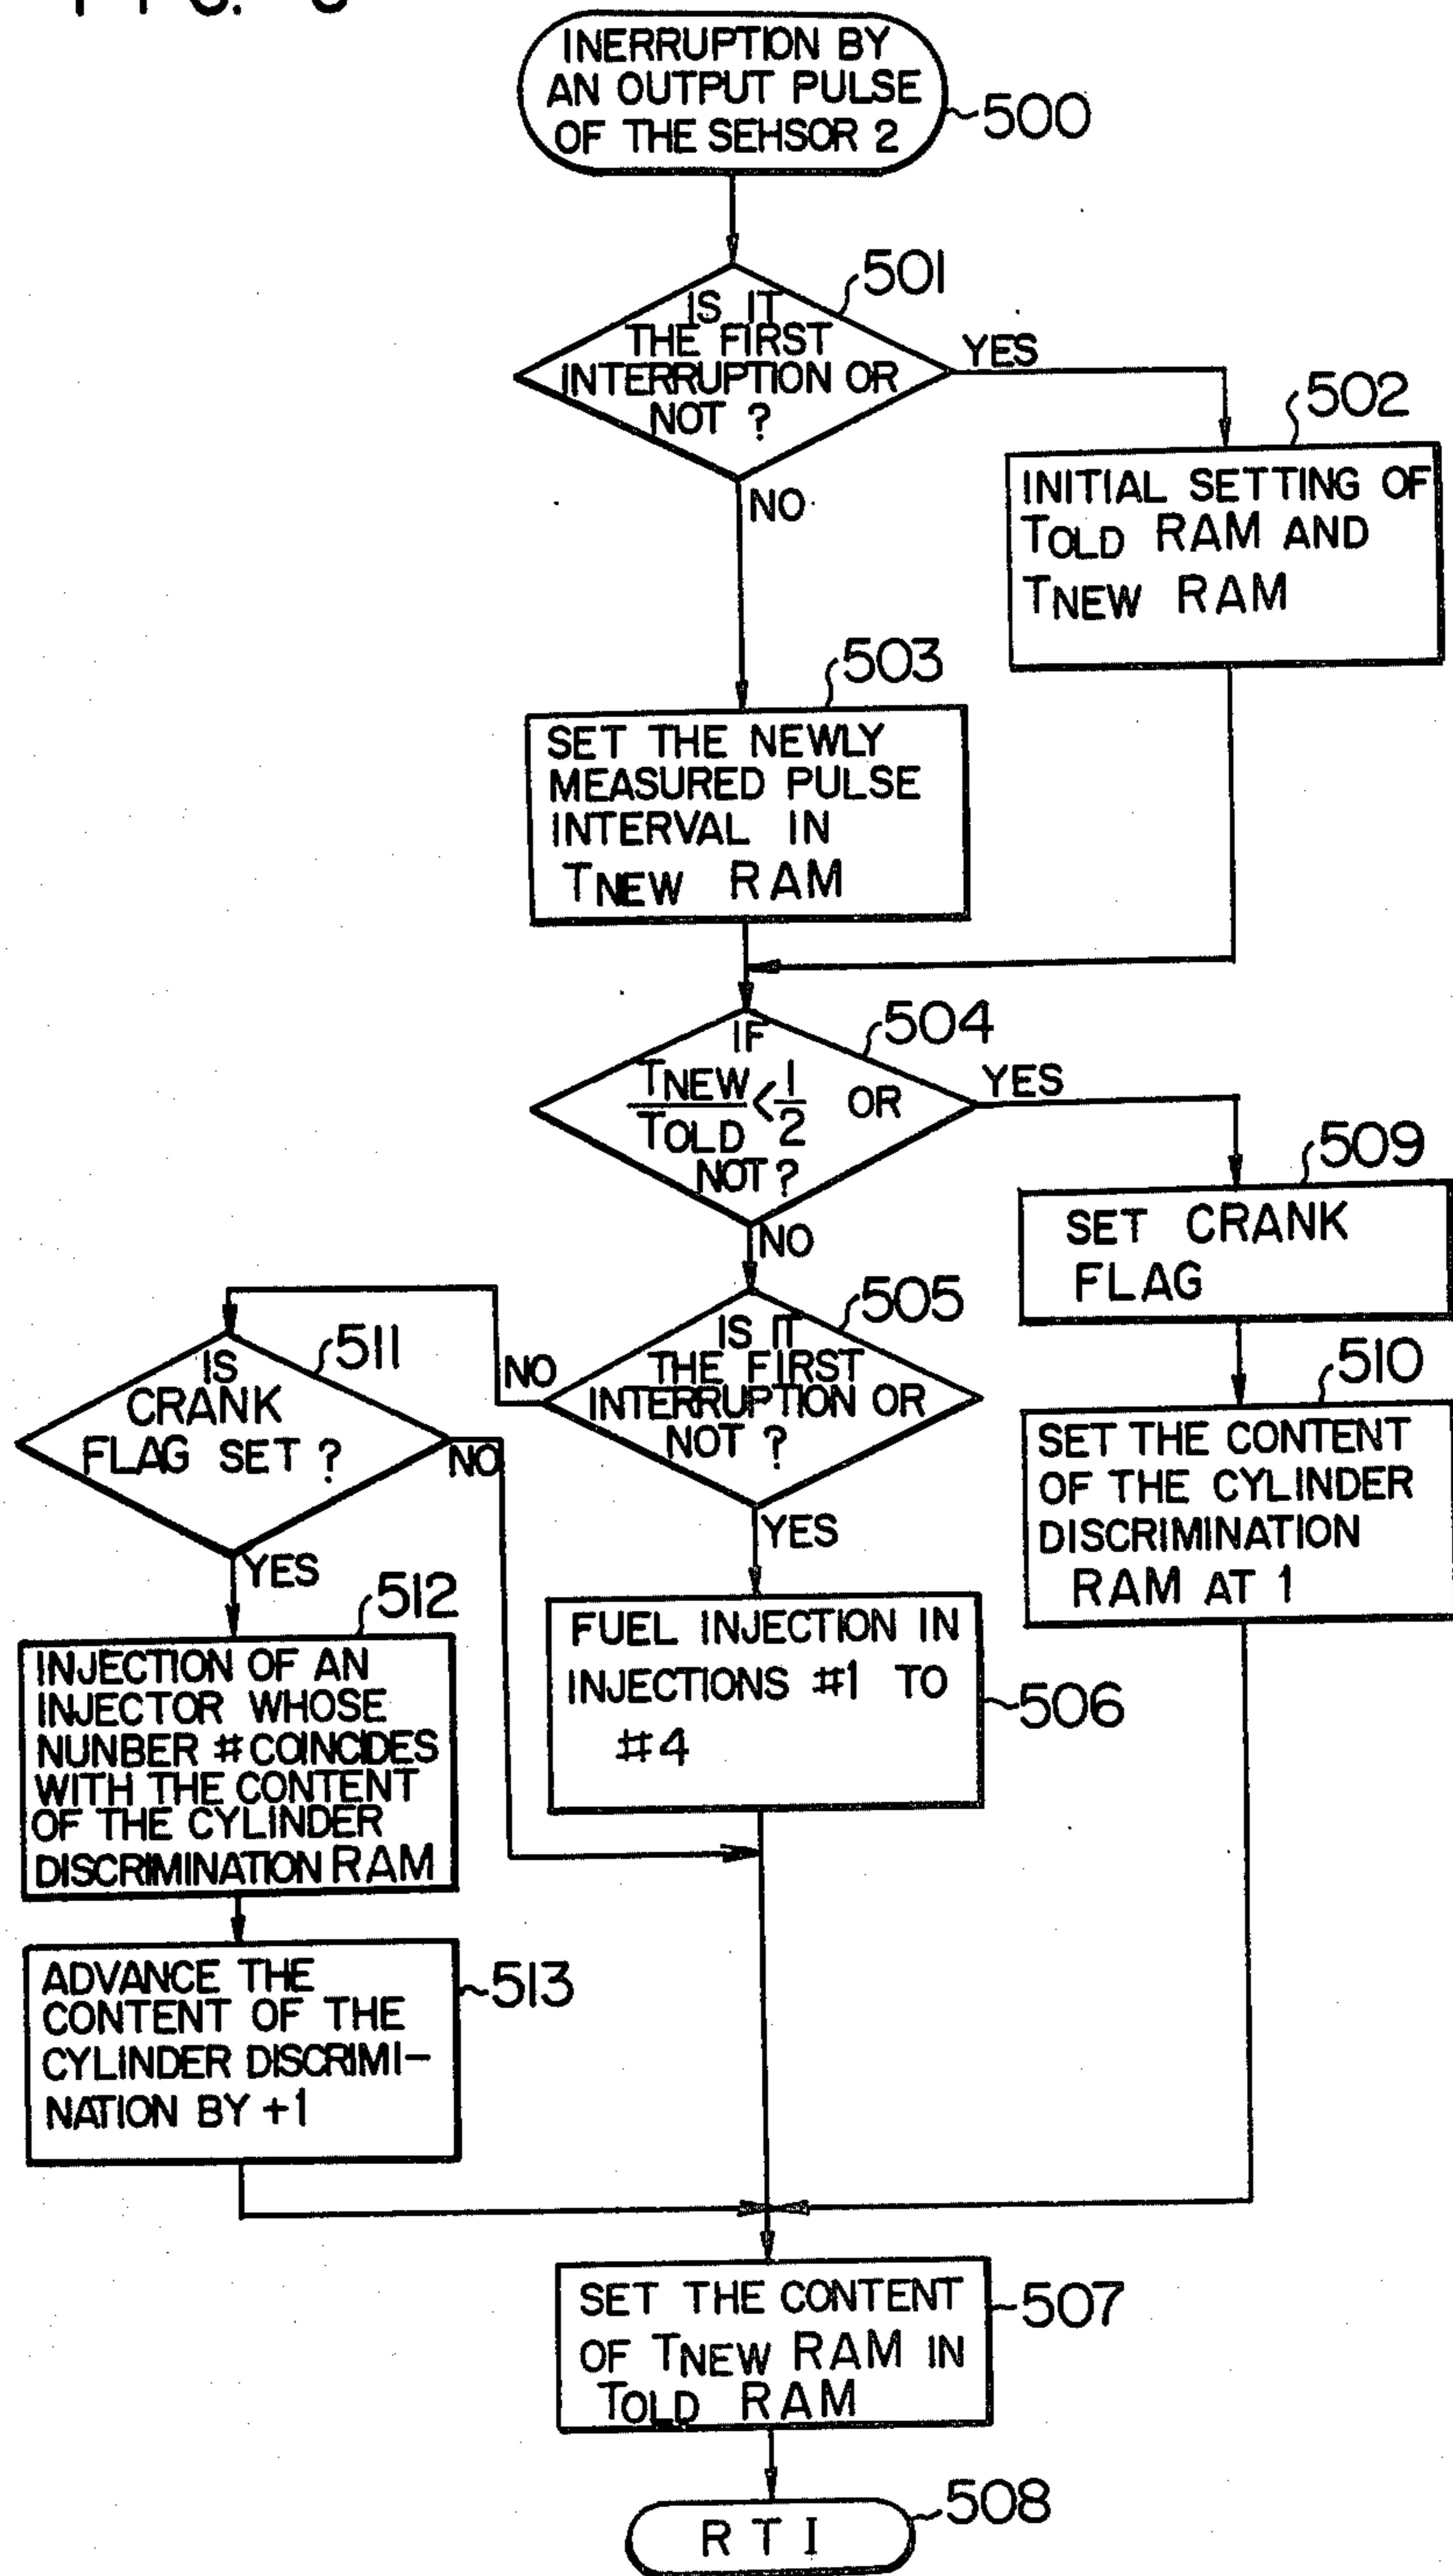 INERRUPTION BY
AN OUTPUT PULSE
OF THE SEHSOR 2
500
501
IS IT
THE FIRST
INTERRUPTION OR
NOT ?
YES
NO
502
INITIAL SETTING OF
TOLD RAM AND
TNEW RAM
503
SET THE NEWLY
MEASURED PULSE
INTERVAL IN
TNEW RAM
504
IF
TNEW/TOLD < 1/2 OR
NOT ?
YES
NO
509
SET CRANK
FLAG
505
IS IT
THE FIRST
INTERRUPTION OR
NOT ?
NO
YES
510
SET THE CONTENT
OF THE CYLINDER
DISCRIMINATION
RAM AT 1
511
IS
CRANK
FLAG SET ?
NO
YES
512
INJECTION OF AN
INJECTOR WHOSE
NUNBER # COINCIDES
WITH THE CONTENT
OF THE CYLINDER
DISCRIMINATION RAM
FUEL INJECTION IN
INJECTIONS #1 TO
#4
506
ADVANCE THE
CONTENT OF THE
CYLINDER DISCRIMI-
NATION BY +1
513
SET THE CONTENT
OF TNEW RAM IN
TOLD RAM
507
RTI
508